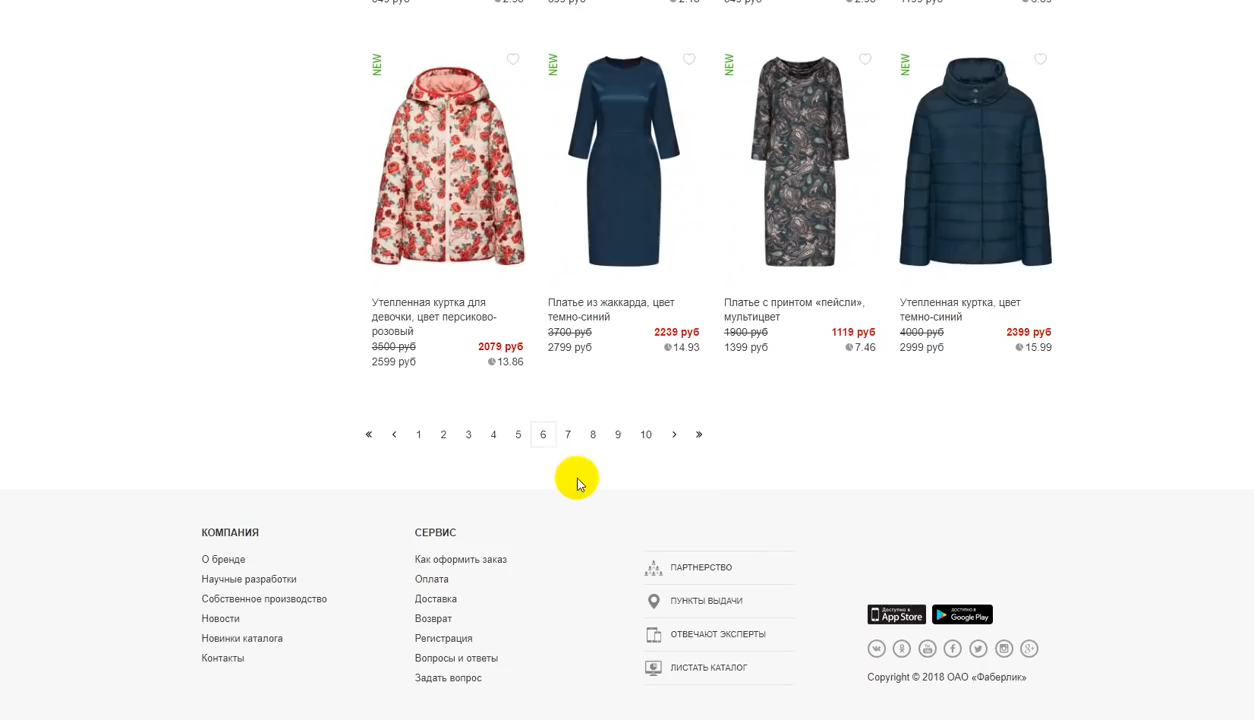 NEW
NEW
NEW
NEW
Утепленная куртка для
девочки, цвет персиково-
розовый
3500 руб 2079 руб
2599 руб 13.86
Платье из жаккарда, цвет
темно-синий
3700 руб 2239 руб
2799 руб 14.93
Платье с принтом «пейсли»,
мультицвет
1900 руб 1119 руб
1399 руб 7.46
Утепленная куртка, цвет
темно-синий
4000 руб 2399 руб
2999 руб 15.99
« ‹ 1 2 3 4 5 6 7 8 9 10 › »
КОМПАНИЯ
О бренде
Научные разработки
Собственное производство
Новости
Новинки каталога
Контакты
СЕРВИС
Как оформить заказ
Оплата
Доставка
Возврат
Регистрация
Вопросы и ответы
Задать вопрос
ПАРТНЕРСТВО
ПУНКТЫ ВЫДАЧИ
ОТВЕЧАЮТ ЭКСПЕРТЫ
ЛИСТАТЬ КАТАЛОГ
Доступно в
App Store
ДОСТУПНО В
Google Play
Copyright © 2018 ОАО «Фаберлик»